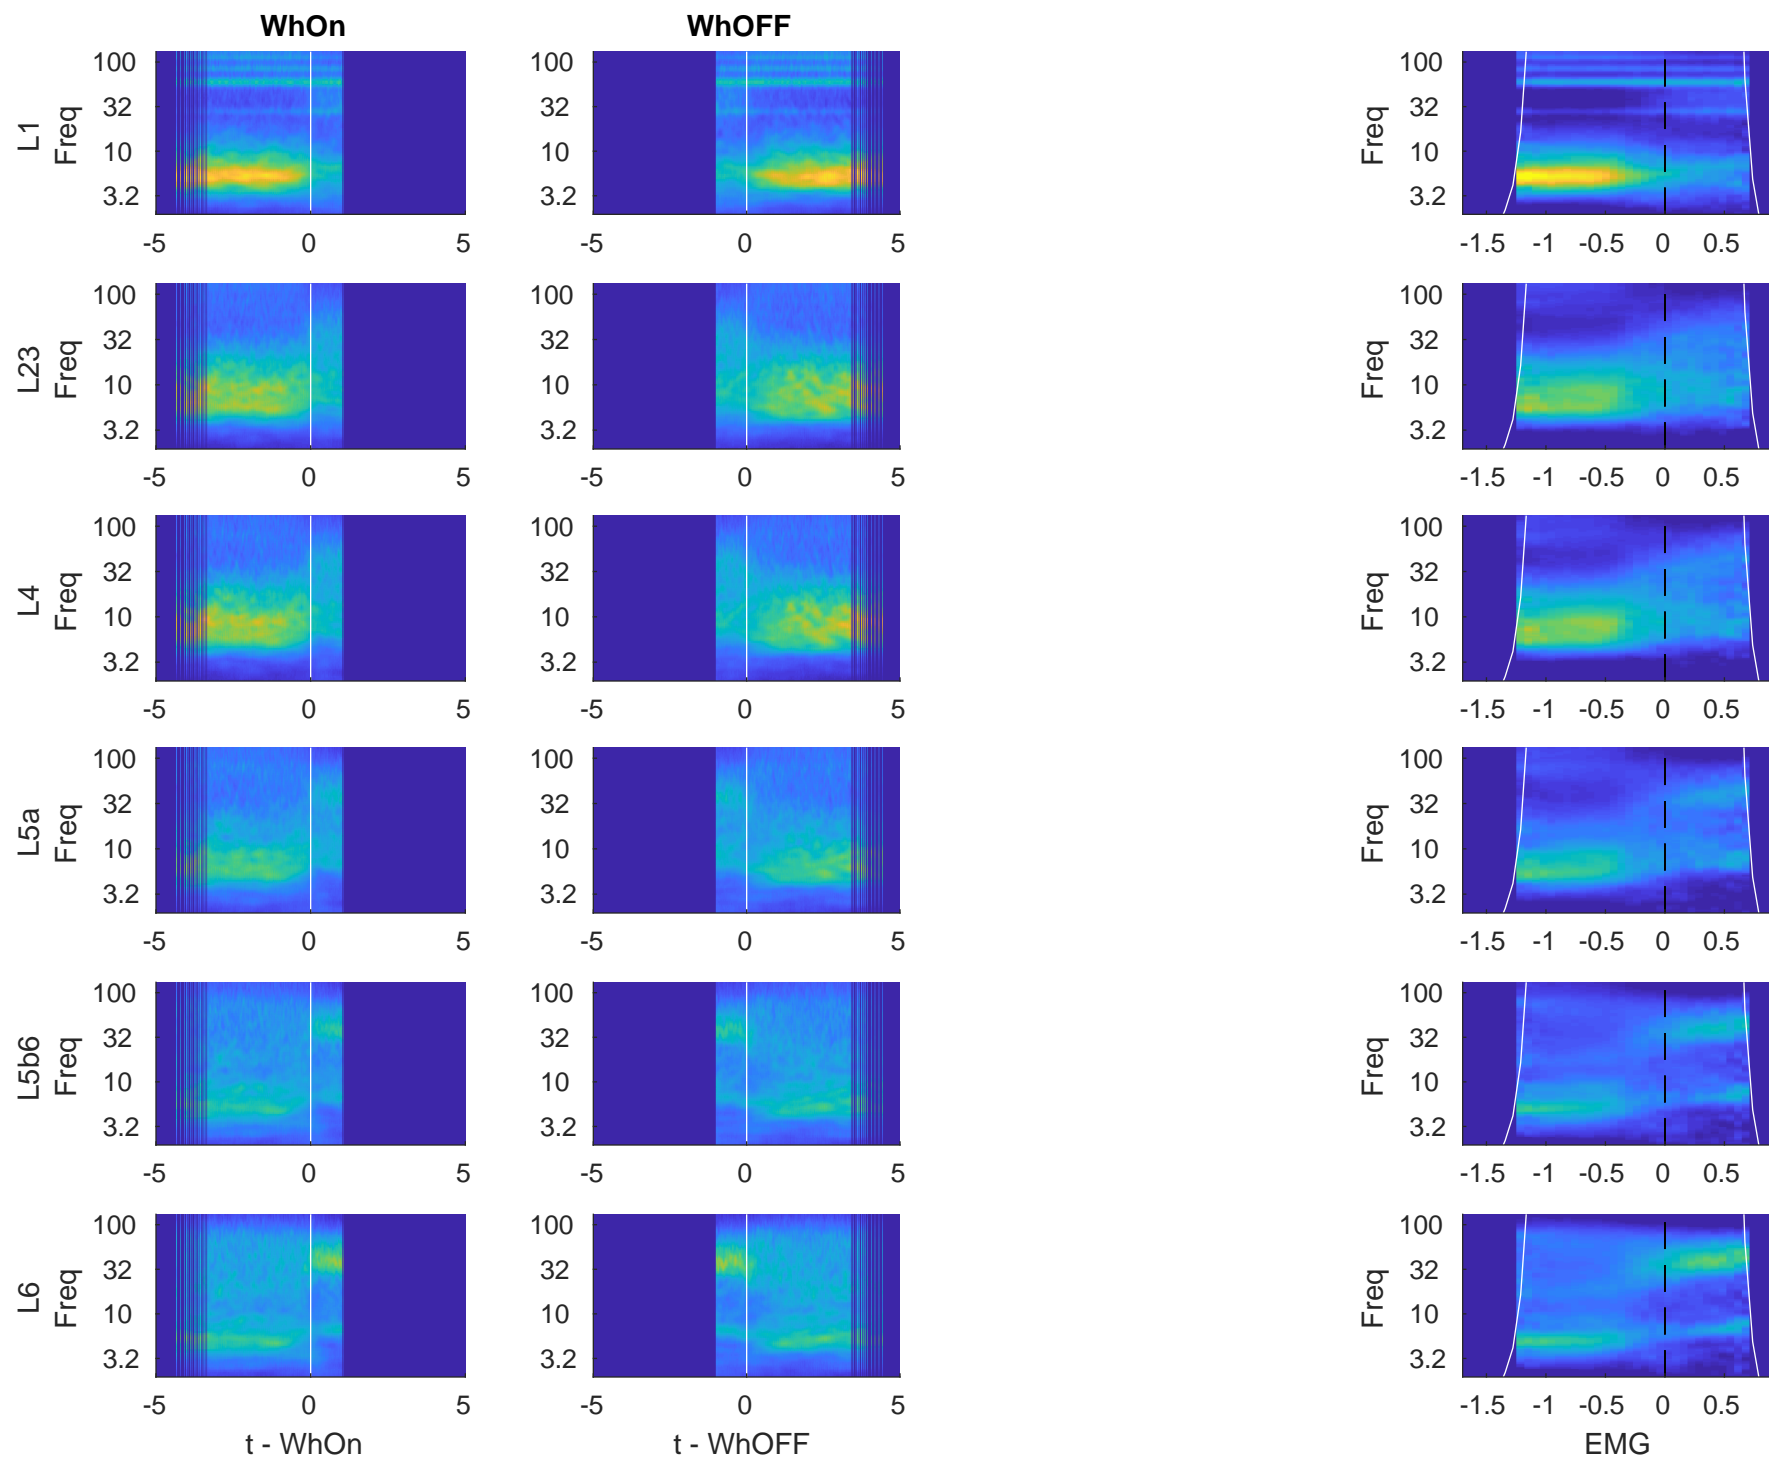 WhOn WhOFF
L1 Freq 100 32 10 3.2 100 32 10 3.2 Freq 100 32 10 3.2
-5 0 5 -5 0 5 -1.5 -1 -0.5 0 0.5
L23 Freq 100 32 10 3.2 100 32 10 3.2 Freq 100 32 10 3.2
-5 0 5 -5 0 5 -1.5 -1 -0.5 0 0.5
L4 Freq 100 32 10 3.2 100 32 10 3.2 Freq 100 32 10 3.2
-5 0 5 -5 0 5 -1.5 -1 -0.5 0 0.5
L5a Freq 100 32 10 3.2 100 32 10 3.2 Freq 100 32 10 3.2
-5 0 5 -5 0 5 -1.5 -1 -0.5 0 0.5
L5b6 Freq 100 32 10 3.2 100 32 10 3.2 Freq 100 32 10 3.2
-5 0 5 -5 0 5 -1.5 -1 -0.5 0 0.5
L6 Freq 100 32 10 3.2 100 32 10 3.2 Freq 100 32 10 3.2
-5 0 5 -5 0 5 -1.5 -1 -0.5 0 0.5
t - WhOn t - WhOFF EMG